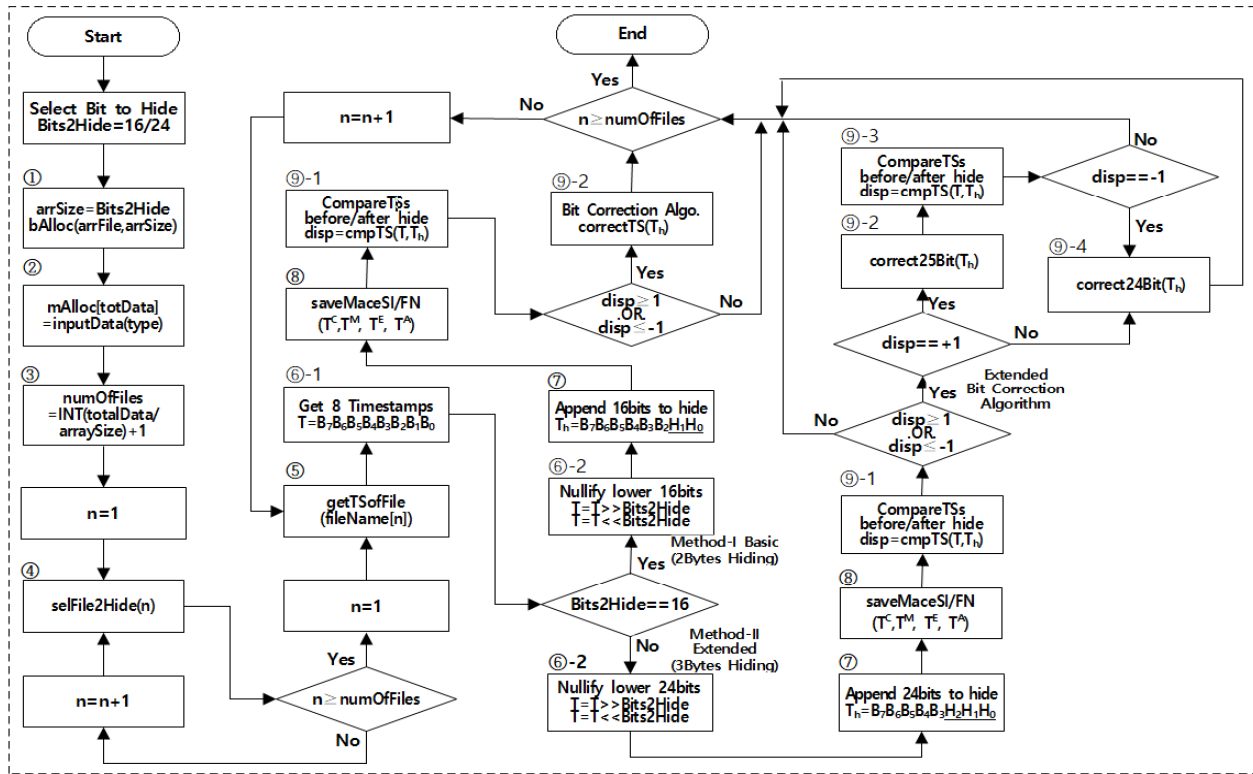 Start
Select Bit to Hide
Bits2Hide=16/24
①
arrSize=Bits2Hide
bAlloc(arrFile,arrSize)
②
mAlloc[totData]
=inputData(type)
③
numOfFiles
=INT(totalData/
arraySize)+1
n=1
④
selFile2Hide(n)
n=n+1
n≥numOfFiles
Yes
No
n=1
⑤
getTSofFile
(fileName[n])
⑥-1
Get 8 Timestamps
T=B₇B₆B₅B₄B₃B₂B₁B₀
Bits2Hide==16
Yes
No
Method-I Basic
(2Bytes Hiding)
Method-II
Extended
(3Bytes Hiding)
⑥-2
Nullify lower 16bits
T=T>>Bits2Hide
T=T<<Bits2Hide
⑦
Append 16bits to hide
Tₕ=B₇B₆B₅B₄B₃B₂H₁H₀
⑧
saveMaceSI/FN
(Tᶜ,Tᴹ, Tᴱ, Tᴬ)
⑨-1
CompareTSs
before/after hide
disp=cmpTS(T,Tₕ)
disp≥1
.OR.
disp≤-1
Yes
No
⑨-2
Bit Correction Algo.
correctTS(Tₕ)
n≥numOfFiles
Yes
No
End
n=n+1
⑥-2
Nullify lower 24bits
T=T>>Bits2Hide
T=T<<Bits2Hide
⑦
Append 24bits to hide
Tₕ=B₇B₆B₅B₄B₃H₂H₁H₀
⑧
saveMaceSI/FN
(Tᶜ,Tᴹ, Tᴱ, Tᴬ)
⑨-1
CompareTSs
before/after hide
disp=cmpTS(T,Tₕ)
disp≥1
.OR.
disp≤-1
No
Yes
Extended
Bit Correction
Algorithm
disp==+1
Yes
No
⑨-2
correct25Bit(Tₕ)
⑨-3
CompareTSs
before/after hide
disp=cmpTS(T,Tₕ)
disp==-1
No
Yes
⑨-4
correct24Bit(Tₕ)